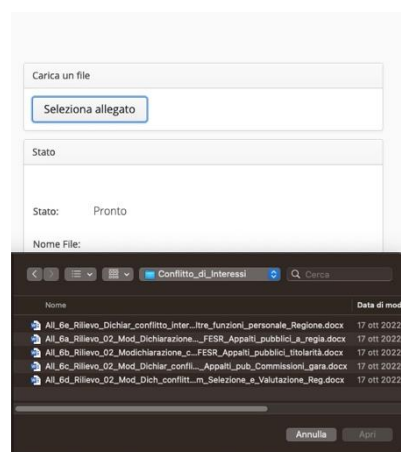 Carica un file
Seleziona allegato
Stato
Stato: Pronto
Nome File:
Conflitto_di_Interessi Cerca
Nome Data di mod
All_6e_Rilievo_Dichiar_conflitto_inter...ltre_funzioni_personale_Regione.docx 17 ott 2022
All_6a_Rilievo_02_Mod_Dichiarazione..._FESR_Appalti_pubblici_a_regia.docx 17 ott 2022
All_6b_Rilievo_02_Modichiarazione_c...FESR_Appalti_pubblici_titolarità.docx 17 ott 2022
All_6c_Rilievo_02_Mod_Dichiar_confli..._Appalti_pub_Commissioni_gara.docx 17 ott 2022
All_6d_Rilievo_02_Mod_Dich_conflitt...m_Selezione_e_Valutazione_Reg.docx 17 ott 2022
Annulla Apri